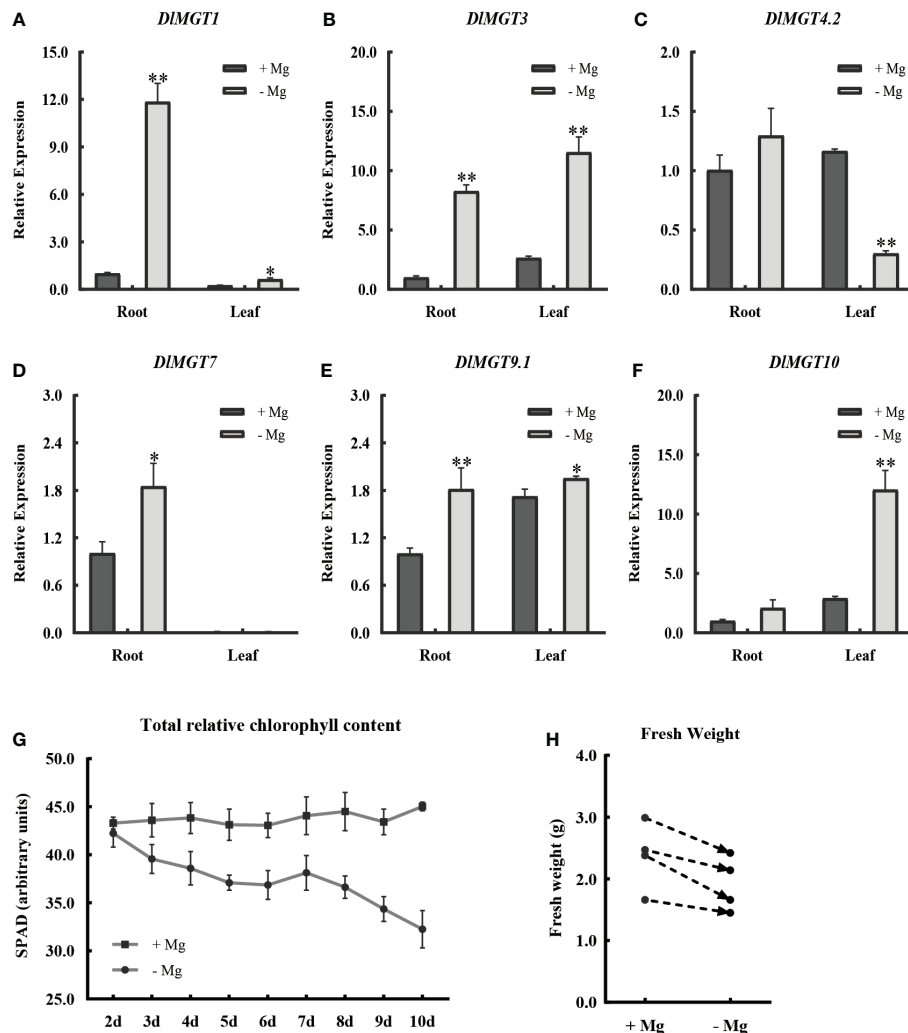 A
DlMGT1
15.0
12.0
9.0
6.0
3.0
0.0
Relative Expression
+ Mg
- Mg
**
*
Root
Leaf
B
DlMGT3
20.0
15.0
10.0
5.0
0.0
Relative Expression
+ Mg
- Mg
**
**
Root
Leaf
C
DlMGT4.2
2.0
1.5
1.0
0.5
0.0
Relative Expression
+ Mg
- Mg
**
Root
Leaf
D
DlMGT7
3.0
2.4
1.8
1.2
0.6
0.0
Relative Expression
+ Mg
- Mg
*
Root
Leaf
E
DlMGT9.1
3.0
2.4
1.8
1.2
0.6
0.0
Relative Expression
+ Mg
- Mg
**
*
Root
Leaf
F
DlMGT10
20.0
15.0
10.0
5.0
0.0
Relative Expression
+ Mg
- Mg
**
Root
Leaf
G
Total relative chlorophyll content
50.0
45.0
40.0
35.0
30.0
25.0
SPAD (arbitrary units)
+ Mg
- Mg
2d 3d 4d 5d 6d 7d 8d 9d 10d
H
Fresh Weight
4.0
3.0
2.0
1.0
0.0
Fresh weight (g)
+ Mg
- Mg